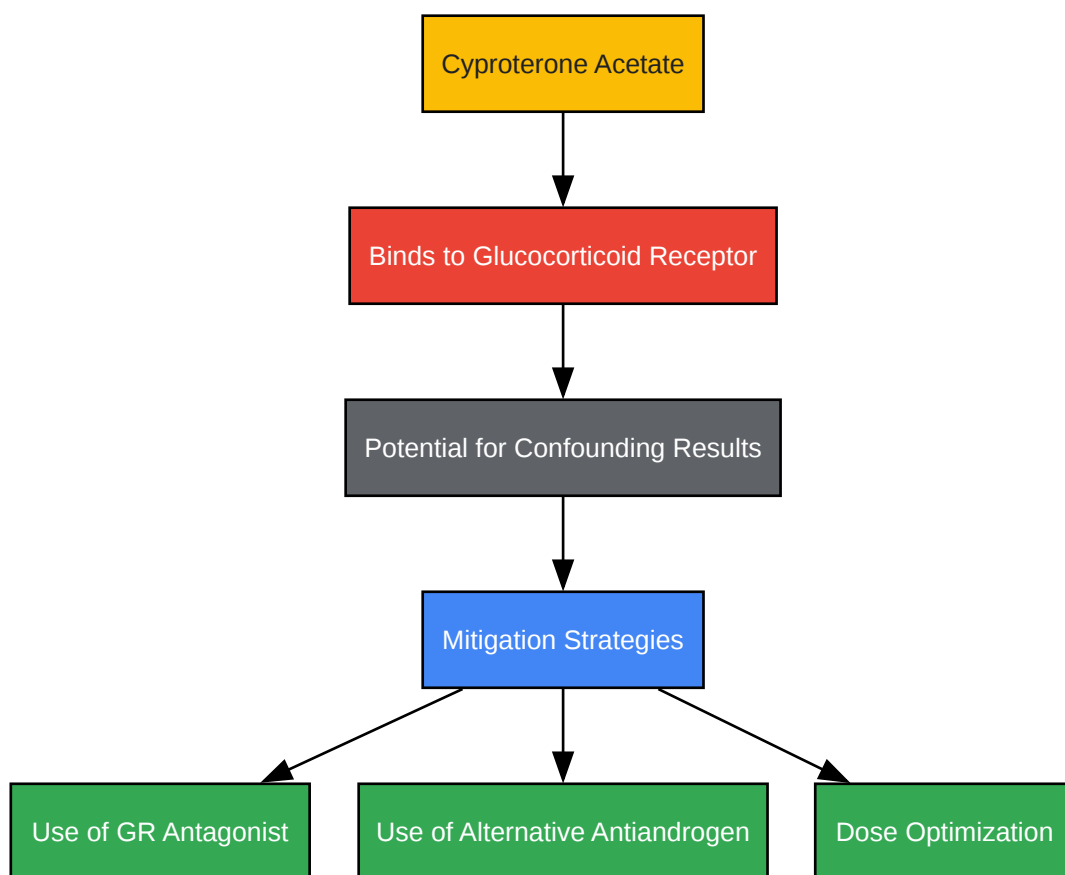 Cyproterone Acetate
Binds to Glucocorticoid Receptor
Potential for Confounding Results
Mitigation Strategies
Use of GR Antagonist
Use of Alternative Antiandrogen
Dose Optimization